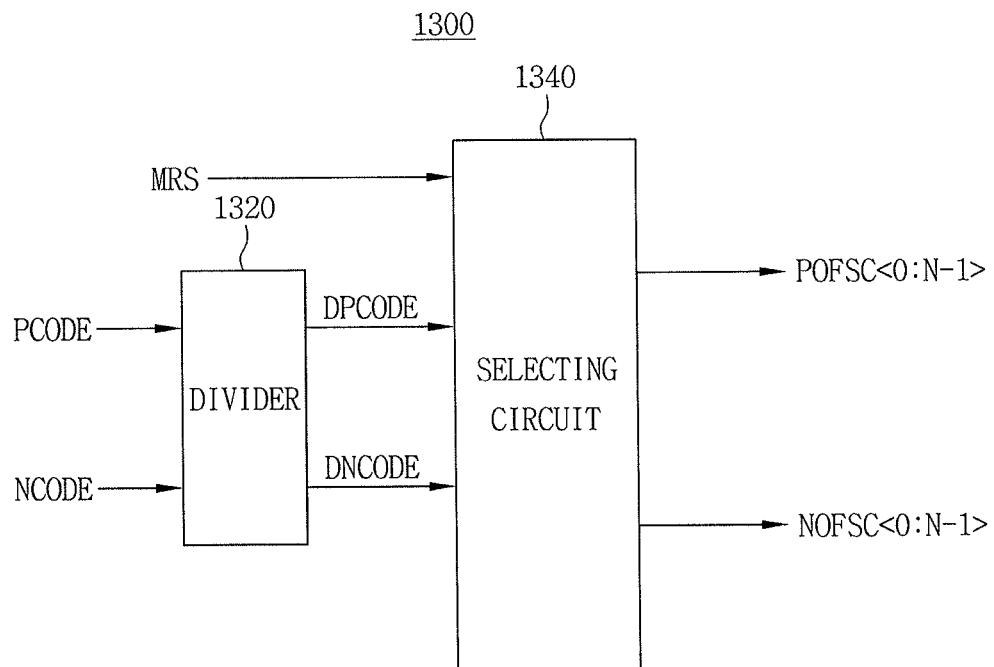 1300
1340
MRS
1320
POFSC<0:N-1>
DPCODE
PCODE
SELECTING
CIRCUIT
DIVIDER
DNCODE
NCODE
NOFSC<0:N-1>